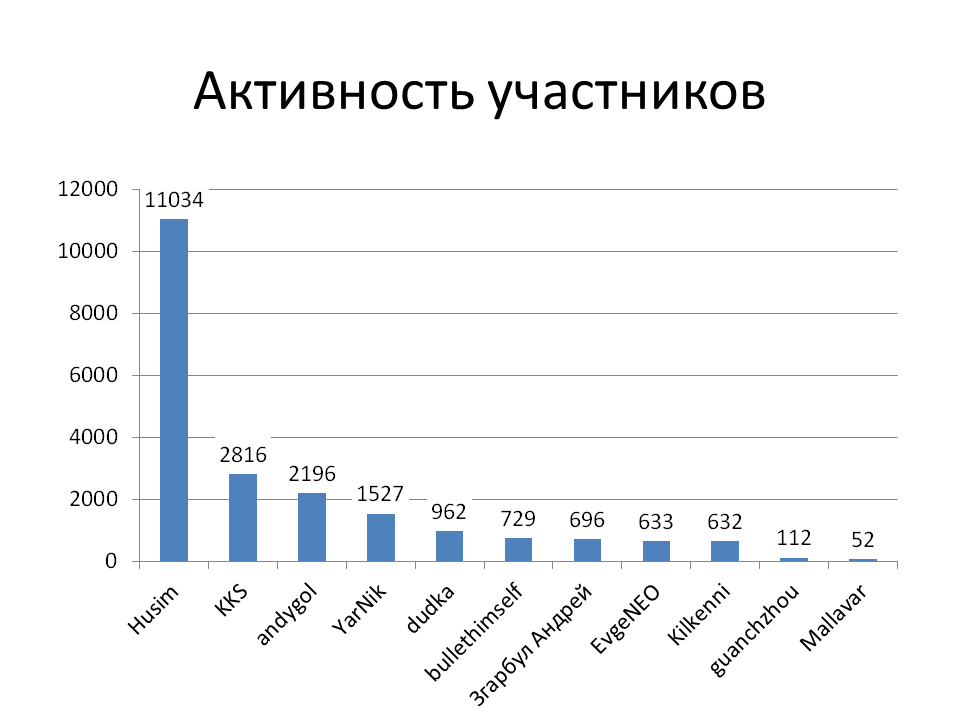 Активность участников
12000
10000
8000
6000
4000
2000
0
11034
2816
2196
1527
962
729
696
633
632
112
52
Husim
KKS
andygol
YarNik
dudka
bullethimself
Згарбул Андрей
EvgeNEO
Kilkenni
guanchzhou
Mallavar